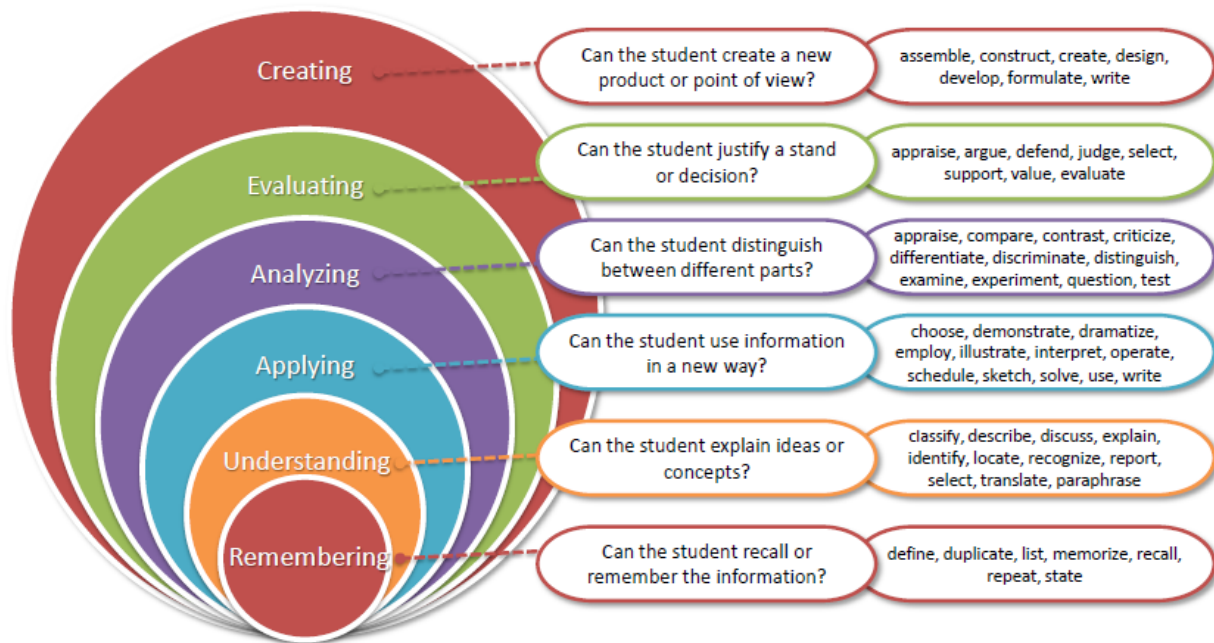 Creating
Can the student create a new
product or point of view?
assemble, construct, create, design,
develop, formulate, write
Evaluating
Can the student justify a stand
or decision?
appraise, argue, defend, judge, select,
support, value, evaluate
Analyzing
Can the student distinguish
between different parts?
appraise, compare, contrast, criticize,
differentiate, discriminate, distinguish,
examine, experiment, question, test
Applying
Can the student use information
in a new way?
choose, demonstrate, dramatize,
employ, illustrate, interpret, operate,
schedule, sketch, solve, use, write
Understanding
Can the student explain ideas or
concepts?
classify, describe, discuss, explain,
identify, locate, recognize, report,
select, translate, paraphrase
Remembering
Can the student recall or
remember the information?
define, duplicate, list, memorize, recall,
repeat, state